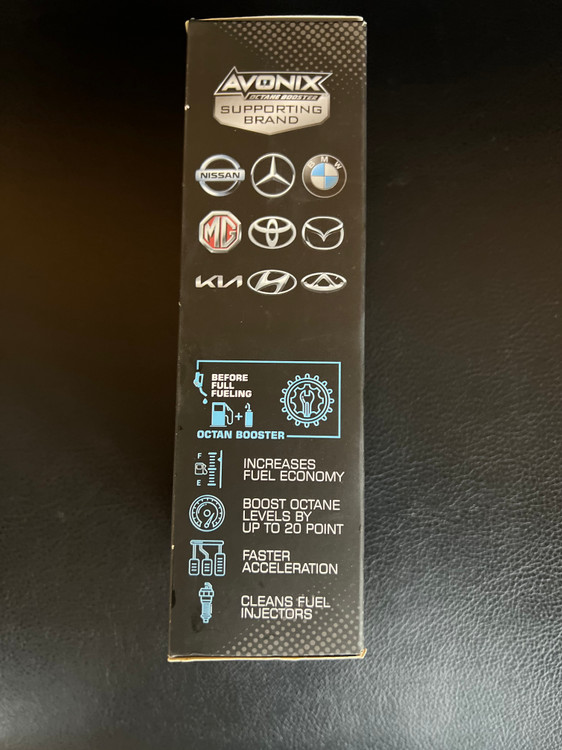 AVONIX
OCTANE BOOSTER
SUPPORTING
BRAND
NISSAN
BMW
MG
KIA
BEFORE
FULL
FUELING
+
OCTAN BOOSTER
F
E
INCREASES
FUEL ECONOMY
BOOST OCTANE
LEVELS BY
UP TO 20 POINT
FASTER
ACCELERATION
CLEANS FUEL
INJECTORS